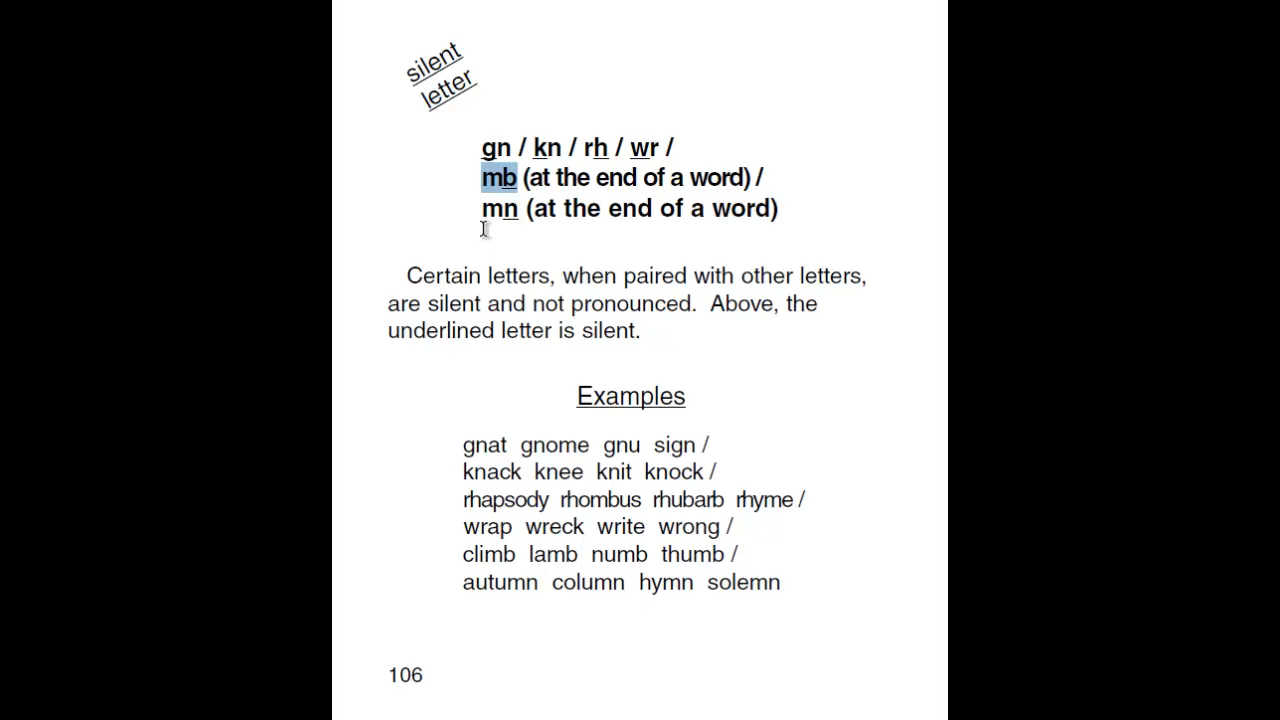 silent
letter
gn / kn / rh / wr /
mb (at the end of a word) /
mn (at the end of a word)
Certain letters, when paired with other letters,
are silent and not pronounced. Above, the
underlined letter is silent.
Examples
gnat gnome gnu sign /
knack knee knit knock /
rhapsody rhombus rhubarb rhyme /
wrap wreck write wrong /
climb lamb numb thumb /
autumn column hymn solemn
106